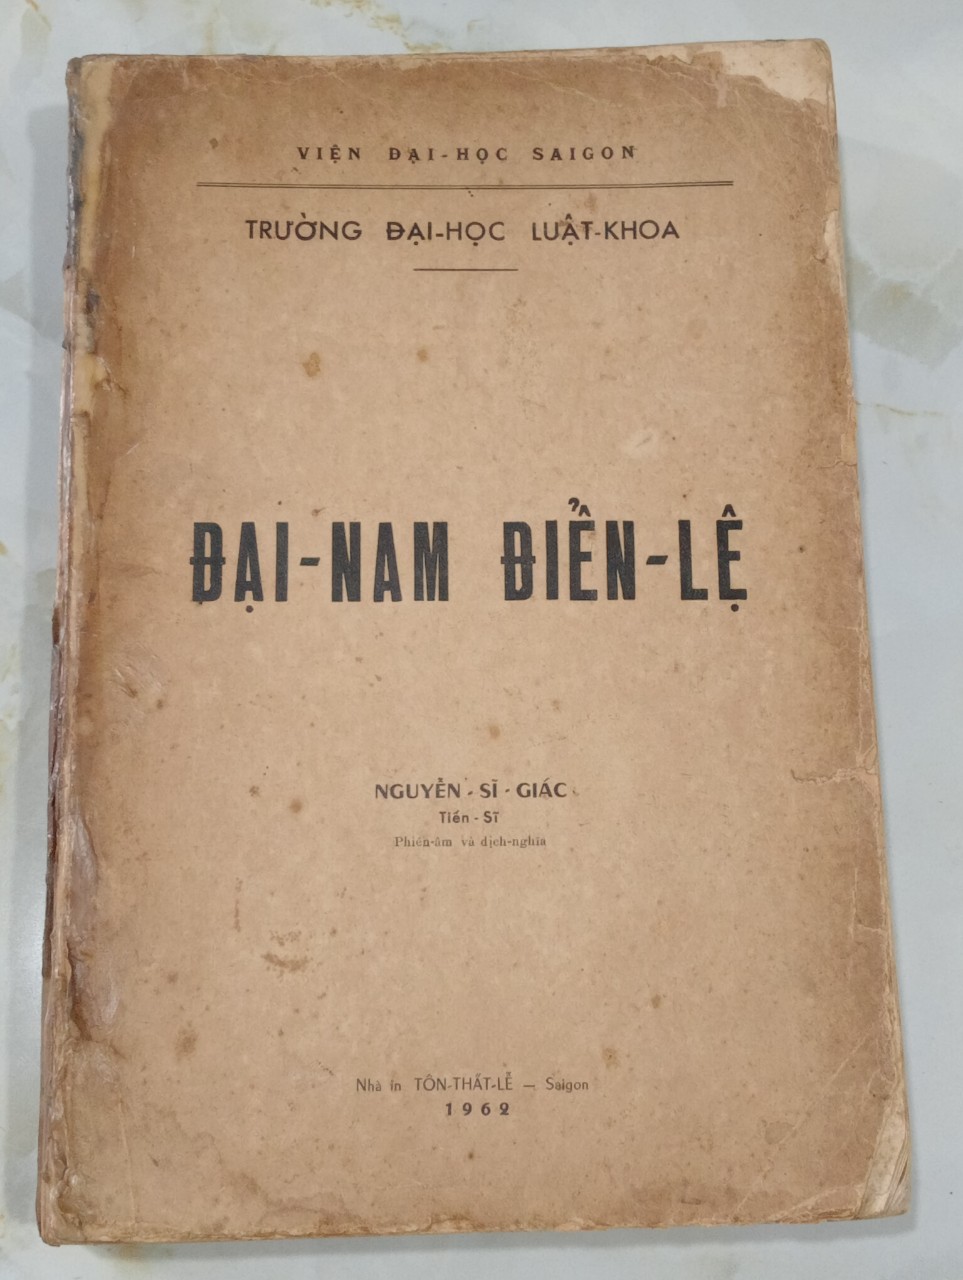 VIỆN ĐẠI-HỌC SAIGON
TRƯỜNG ĐẠI-HỌC LUẬT-KHOA
ĐẠI-NAM ĐIỂN-LỆ
NGUYỄN-SĨ-GIÁC
Tiến-Sĩ
Phiên-âm và dịch-nghĩa
Nhà in TÔN-THẤT-LỄ — Saigon
1962